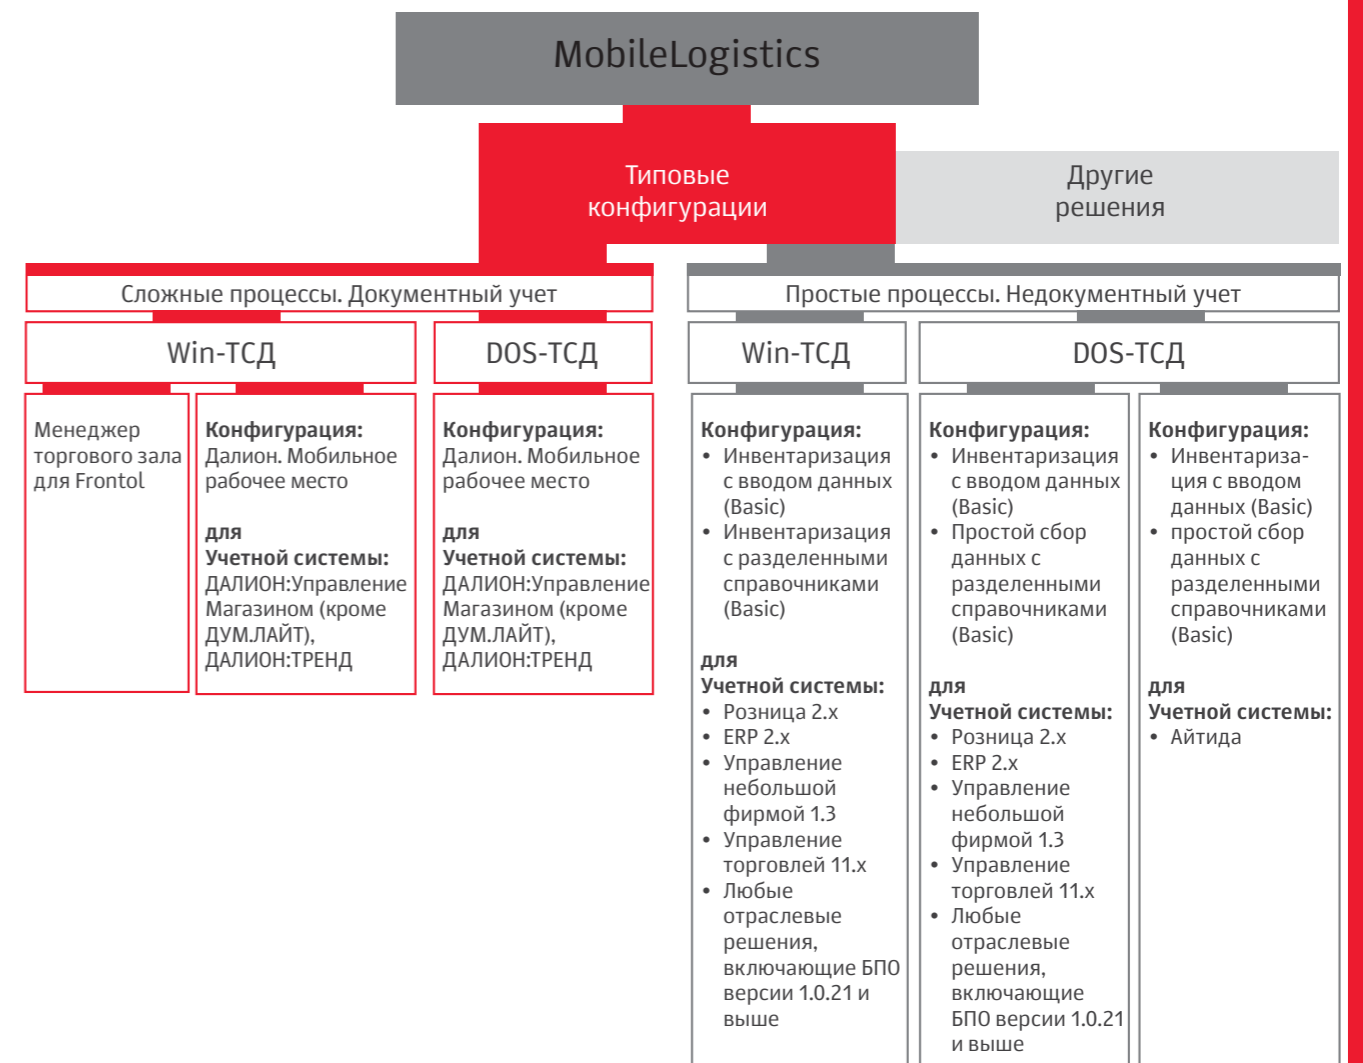 MobileLogistics
Типовые
конфигурации
Другие
решения
Сложные процессы. Документный учет
Простые процессы. Недокументный учет
Win-ТСД
DOS-ТСД
Win-ТСД
DOS-ТСД
Менеджер
торгового зала
для Frontol
Конфигурация:
Далион. Мобильное
рабочее место
для
Учетной системы:
ДАЛИОН:Управление
Магазином (кроме
ДУМ.ЛАЙТ),
ДАЛИОН:ТРЕНД
Конфигурация:
Далион. Мобильное
рабочее место
для
Учетной системы:
ДАЛИОН:Управление
Магазином (кроме
ДУМ.ЛАЙТ),
ДАЛИОН:ТРЕНД
Конфигурация:
• Инвентаризация
с вводом данных
(Basic)
• Инвентаризация
с разделенными
справочниками
(Basic)
для
Учетной системы:
• Розница 2.x
• ERP 2.x
• Управление
небольшой
фирмой 1.3
• Управление
торговлей 11.x
• Любые
отраслевые
решения,
включающие БПО
версии 1.0.21 и
выше
Конфигурация:
• Инвентаризация
с вводом данных
(Basic)
• Простой сбор
данных с
разделенными
справочниками
(Basic)
для
Учетной системы:
• Розница 2.x
• ERP 2.x
• Управление
небольшой
фирмой 1.3
• Управление
торговлей 11.x
• Любые
отраслевые
решения,
включающие
БПО версии 1.0.21
и выше
Конфигурация:
• Инвентариза-
ция с вводом
данных (Basic)
• простой сбор
данных с
разделенными
справочниками
(Basic)
для
Учетной системы:
• Айтида